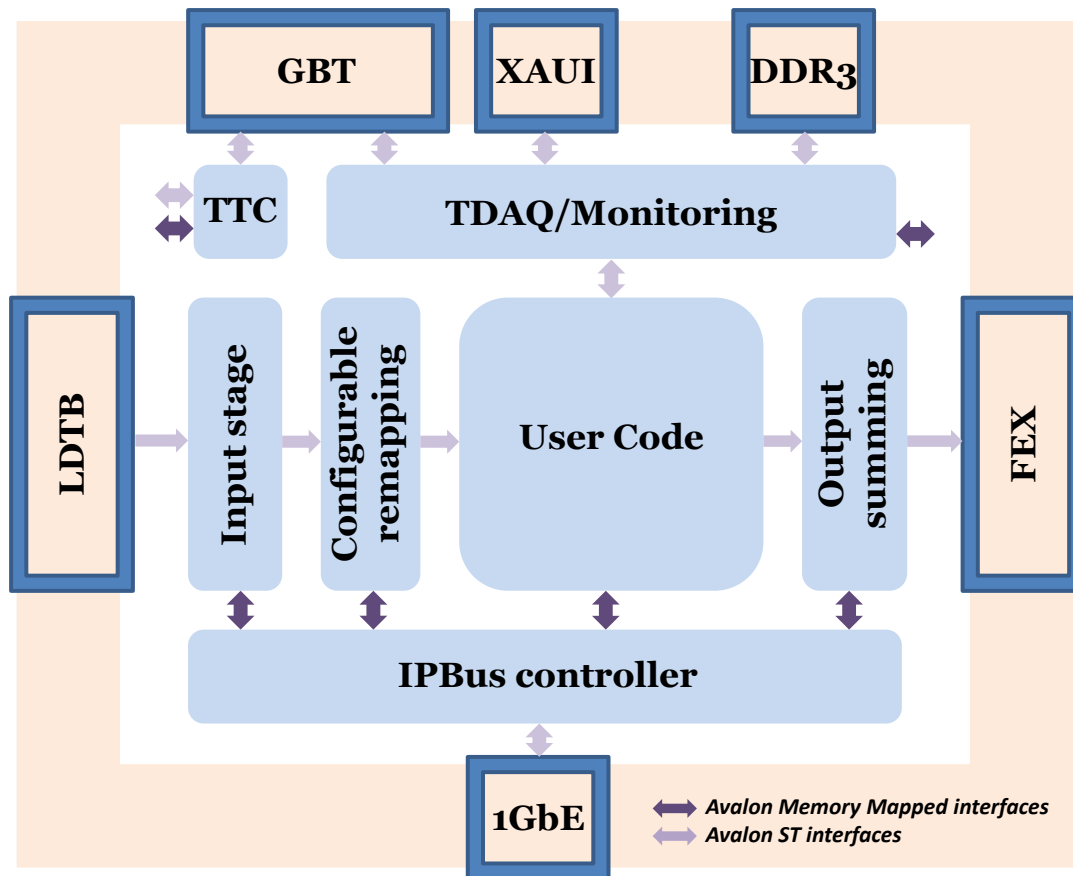 GBT
XAUI
DDR3
TTC
TDAQ/Monitoring
LDTB
Input stage
Configurable
remapping
User Code
Output
summing
FEX
IPBus controller
1GbE
Avalon Memory Mapped interfaces
Avalon ST interfaces